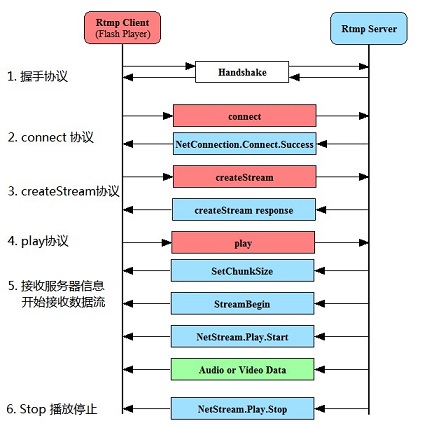 Rtmp Client
(Flash Player)
Rtmp Server
1. 握手协议
Handshake
connect
2. connect 协议
NetConnection.Connect.Success
createStream
3. createStream协议
createStream response
4. play协议
play
SetChunkSize
5. 接收服务器信息
开始接收数据流
StreamBegin
NetStream.Play.Start
Audio or Video Data
6. Stop 播放停止
NetStream.Play.Stop